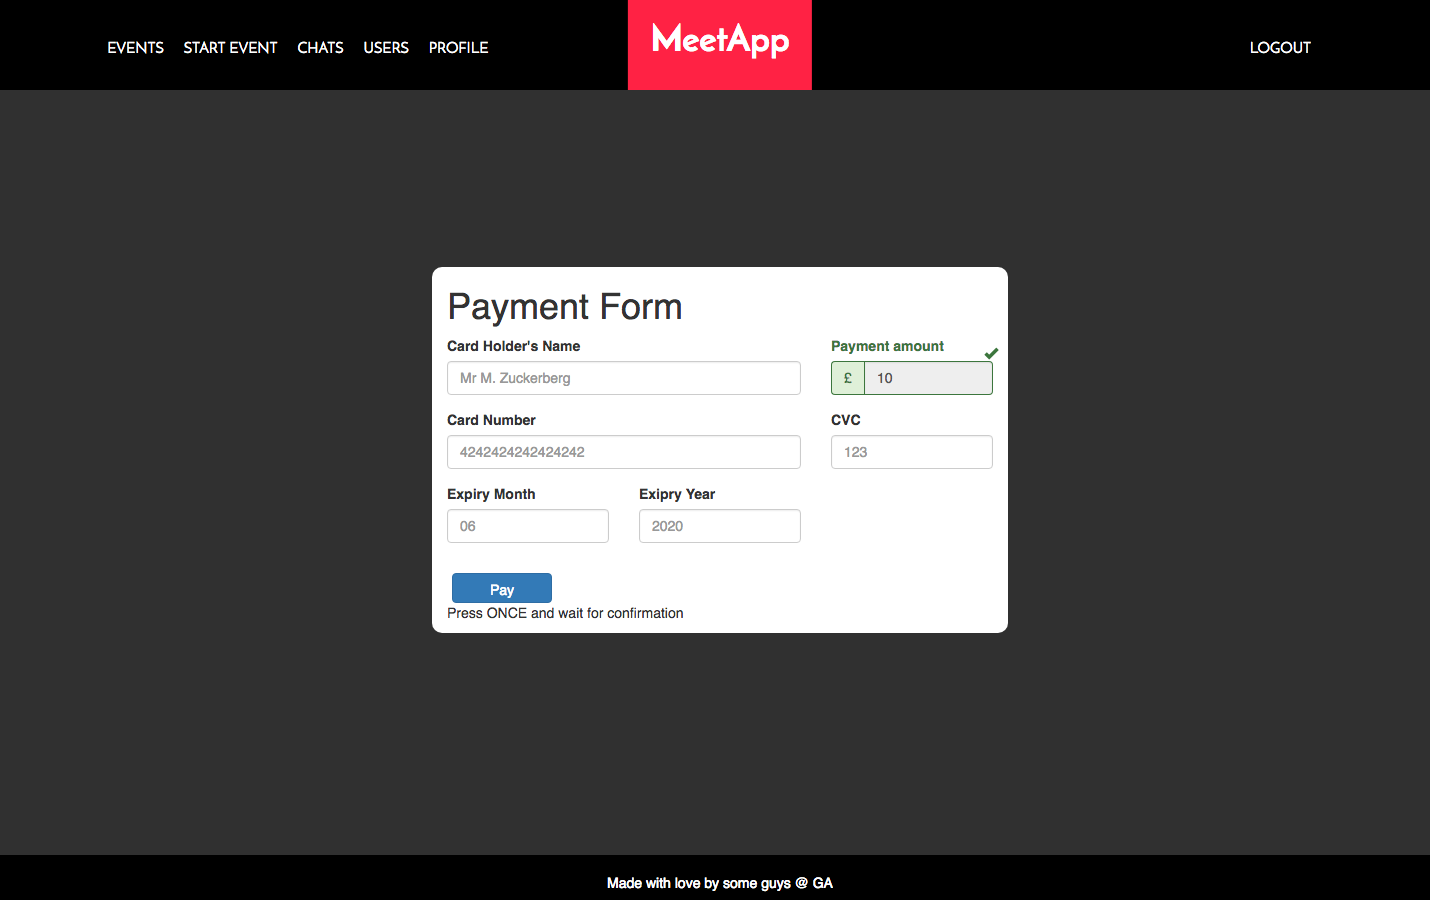 EVENTS START EVENT CHATS USERS PROFILE MeetApp LOGOUT
Payment Form
Card Holder's Name Payment amount
Mr M. Zuckerberg £ 10
Card Number CVC
4242424242424242 123
Expiry Month Exipry Year
06 2020
Pay
Press ONCE and wait for confirmation
Made with love by some guys @ GA